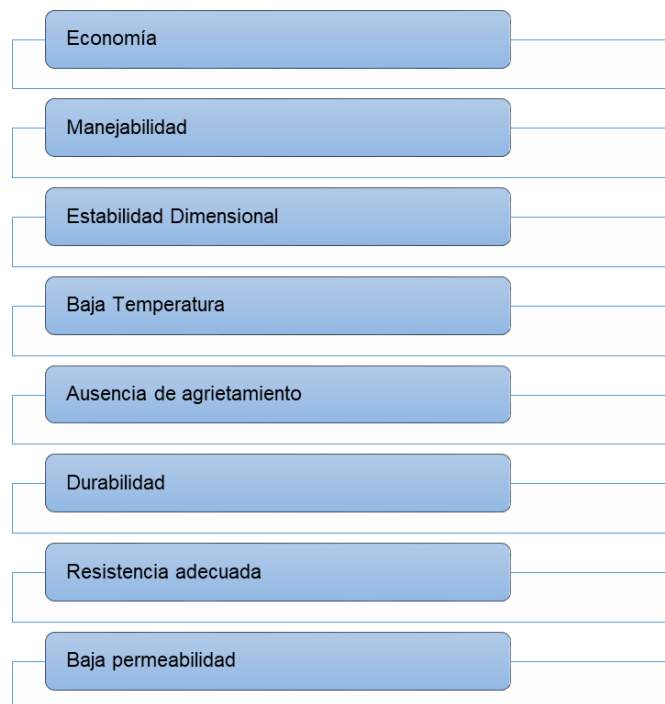 Economía
Manejabilidad
Estabilidad Dimensional
Baja Temperatura
Ausencia de agrietamiento
Durabilidad
Resistencia adecuada
Baja permeabilidad